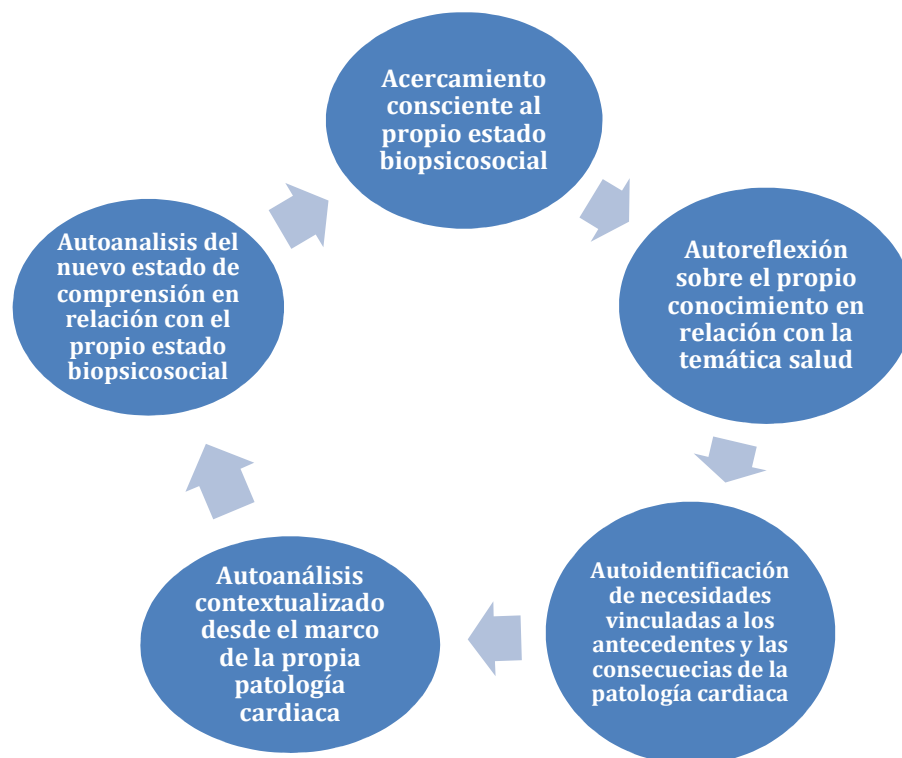 Acercamiento
consciente al
propio estado
biopsicosocial
Autoreflexión
sobre el propio
conocimiento en
relación con la
temática salud
Autoidentificación
de necesidades
vinculadas a los
antecedentes y las
consecuecias de la
patología cardiaca
Autoanálisis
contextualizado
desde el marco
de la propia
patología
cardiaca
Autoanalisis del
nuevo estado de
comprensión en
relación con el
propio estado
biopsicosocial